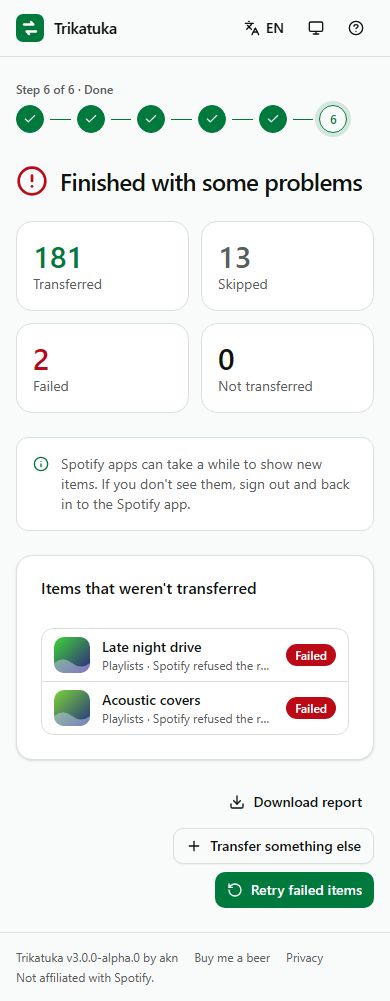 Trikatuka
EN
Step 6 of 6 · Done
6
Finished with some problems
181
Transferred
13
Skipped
2
Failed
0
Not transferred
Spotify apps can take a while to show new
items. If you don't see them, sign out and back
in to the Spotify app.
Items that weren't transferred
Late night drive
Playlists · Spotify refused the r...
Failed
Acoustic covers
Playlists · Spotify refused the r...
Failed
Download report
Transfer something else
Retry failed items
Trikatuka v3.0.0-alpha.0 by akn
Buy me a beer
Privacy
Not affiliated with Spotify.